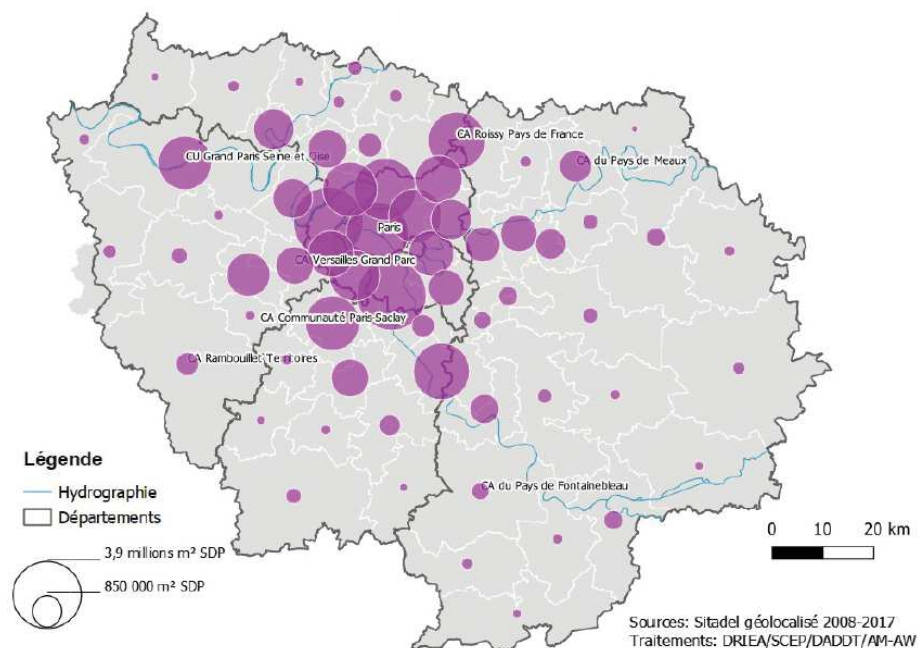 CA Roissy Pays de France
CU Grand Paris Seine et Oise
CA du Pays de Meaux
Paris
CA Versailles Grand Parc
CA Communauté Paris-Saclay
CA Rambouillet Territoires
CA du Pays de Fontainebleau
Légende
Hydrographie
Départements
3,9 millions m² SDP
850 000 m² SDP
0 10 20 km
Sources: Sitadel géolocalisé 2008-2017
Traitements: DRIEA/SCEP/DADDT/AM-AW